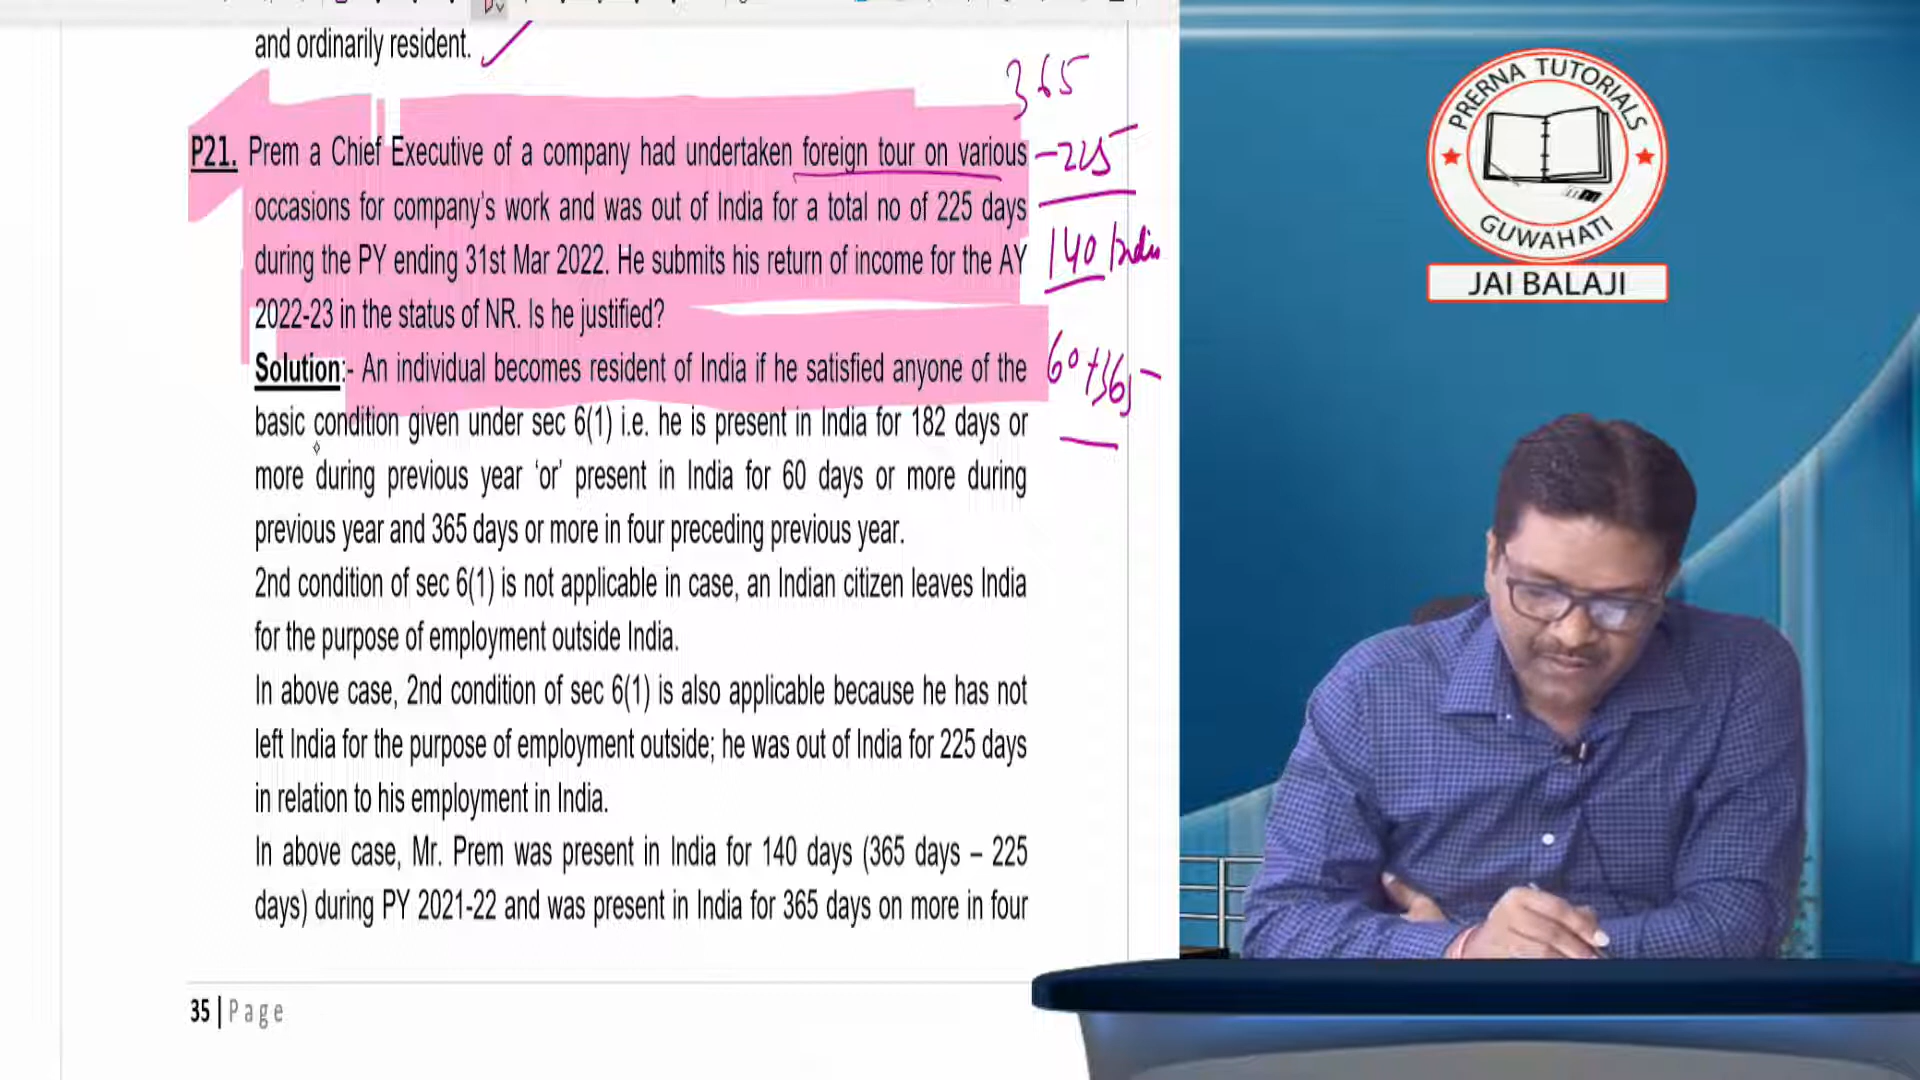 and ordinarily resident.
365
P21. Prem a Chief Executive of a company had undertaken foreign tour on various
-225
occasions for company's work and was out of India for a total no of 225 days
during the PY ending 31st Mar 2022. He submits his return of income for the AY
140 India
2022-23 in the status of NR. Is he justified?
Solution:- An individual becomes resident of India if he satisfied anyone of the
60+365
basic condition given under sec 6(1) i.e. he is present in India for 182 days or
more during previous year ‘or’ present in India for 60 days or more during
previous year and 365 days or more in four preceding previous year.
2nd condition of sec 6(1) is not applicable in case, an Indian citizen leaves India
for the purpose of employment outside India.
In above case, 2nd condition of sec 6(1) is also applicable because he has not
left India for the purpose of employment outside; he was out of India for 225 days
in relation to his employment in India.
In above case, Mr. Prem was present in India for 140 days (365 days – 225
days) during PY 2021-22 and was present in India for 365 days on more in four
35 | Page
PRERNA TUTORIALS
GUWAHATI
JAI BALAJI